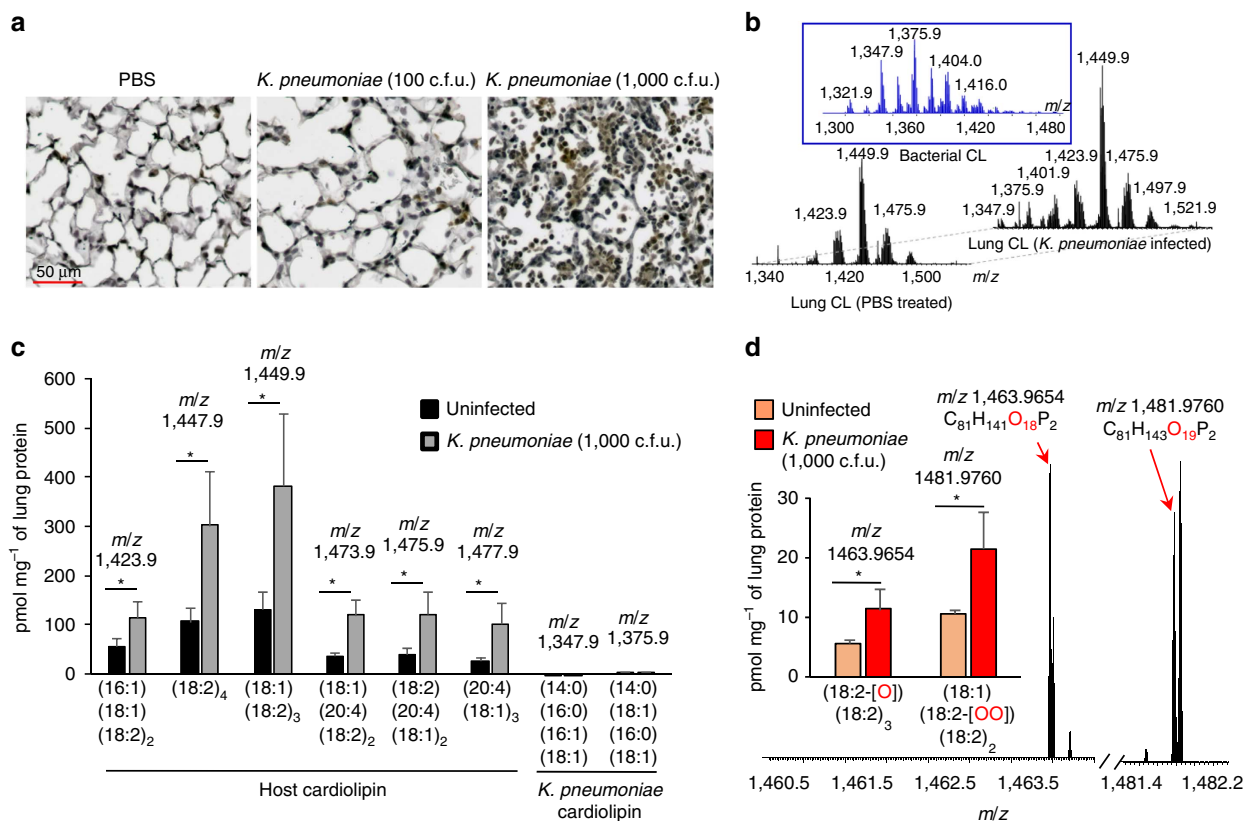 a
PBS
K. pneumoniae (100 c.f.u.)
K. pneumoniae (1,000 c.f.u.)
50 μm
b
1,321.9
1,347.9
1,375.9
1,404.0
1,416.0
m/z
1,300
1,360
1,420
1,480
Bacterial CL
1,423.9
1,449.9
1,475.9
1,340
1,420
1,500
m/z
Lung CL (PBS treated)
1,347.9
1,375.9
1,401.9
1,423.9
1,449.9
1,475.9
1,497.9
1,521.9
Lung CL (K. pneumoniae infected)
c
pmol mg⁻¹ of lung protein
600
500
400
300
200
100
0
Uninfected
K. pneumoniae (1,000 c.f.u.)
m/z
1,423.9
*
m/z
1,447.9
*
m/z
1,449.9
*
m/z
1,473.9
*
m/z
1,475.9
*
m/z
1,477.9
*
m/z
1,347.9
m/z
1,375.9
(16:1)
(18:1)
(18:2)₂
(18:2)₄
(18:1)
(18:2)₃
(18:1)
(20:4)
(18:2)₂
(18:2)
(20:4)
(18:1)₂
(20:4)
(18:1)₃
(14:0)
(16:0)
(16:1)
(18:1)
(14:0)
(18:1)
(16:0)
(18:1)
Host cardiolipin
K. pneumoniae
cardiolipin
d
Uninfected
K. pneumoniae
(1,000 c.f.u.)
m/z 1,463.9654
C₈₁H₁₄₁O₁₈P₂
m/z 1,481.9760
C₈₁H₁₄₃O₁₉P₂
pmol mg⁻¹ of lung protein
30
20
10
0
m/z
1463.9654
*
m/z
1481.9760
*
(18:2-[O])
(18:2)₃
(18:1)
(18:2-[OO])
(18:2)₂
1,460.5
1,461.5
1,462.5
1,463.5
1,481.4
1,482.2
m/z